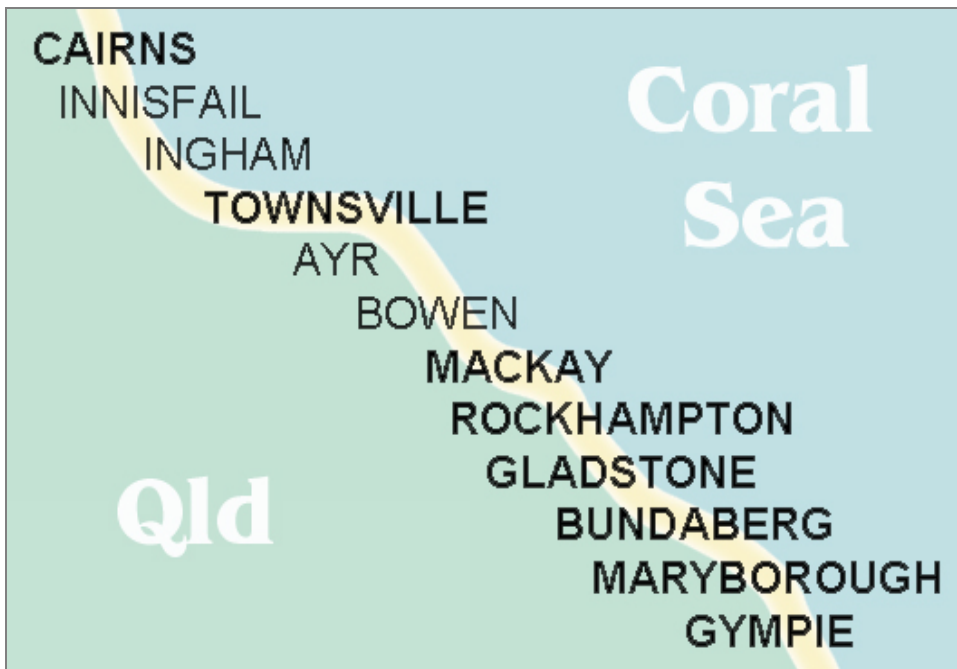 CAIRNS
INNISFAIL
Coral
INGHAM
TOWNSVILLE
Sea
AYR
BOWEN
MACKAY
ROCKHAMPTON
GLADSTONE
Qld
BUNDABERG
MARYBOROUGH
GYMPIE